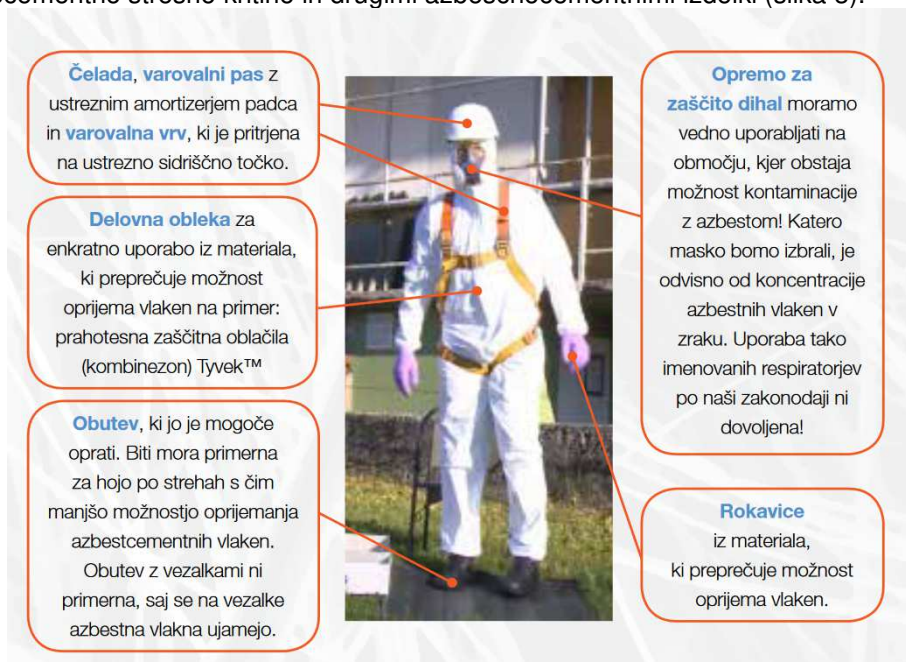 Čelada, varovalni pas z
ustreznim amortizerjem padca
in varovalna vrv, ki je pritrjena
na ustrezno sidriščno točko.
Delovna obleka za
enkratno uporabo iz materiala,
ki preprečuje možnost
oprijema vlaken na primer:
prahotesna zaščitna oblačila
(kombinezon) Tyvek™
Obutev, ki jo je mogoče
oprati. Biti mora primerna
za hojo po strehah s čim
manjšo možnostjo oprijemanja
azbestcementnih vlaken.
Obutev z vezalkami ni
primerna, saj se na vezalke
azbestna vlakna ujamejo.
Opremo za
zaščito dihal moramo
vedno uporabljati na
območju, kjer obstaja
možnost kontaminacije
z azbestom! Katero
masko bomo izbrali, je
odvisno od koncentracije
azbestnih vlaken v
zraku. Uporaba tako
imenovanih respiratorjev
po naši zakonodaji ni
dovoljena!
Rokavice
iz materiala,
ki preprečuje možnost
oprijema vlaken.